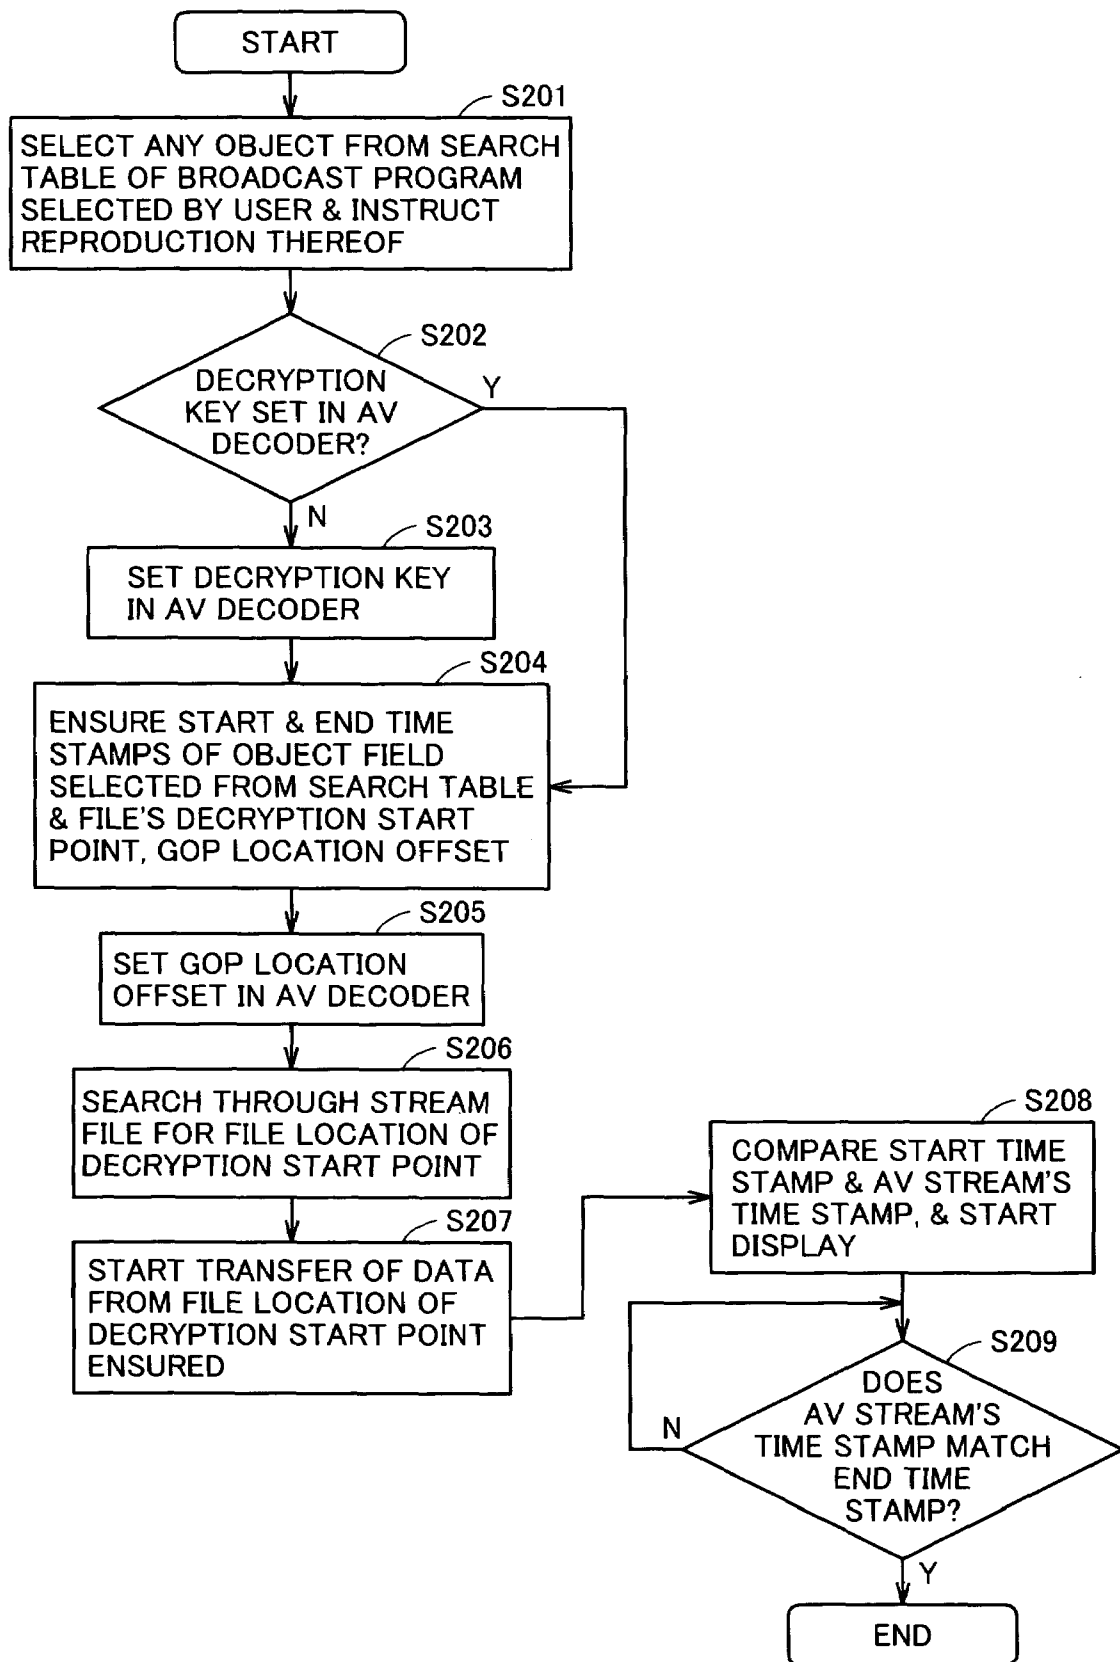 START
S201
SELECT ANY OBJECT FROM SEARCH
TABLE OF BROADCAST PROGRAM
SELECTED BY USER & INSTRUCT
REPRODUCTION THEREOF
S202
DECRYPTION
KEY SET IN AV
DECODER?
Y
N
S203
SET DECRYPTION KEY
IN AV DECODER
S204
ENSURE START & END TIME
STAMPS OF OBJECT FIELD
SELECTED FROM SEARCH TABLE
& FILE'S DECRYPTION START
POINT, GOP LOCATION OFFSET
S205
SET GOP LOCATION
OFFSET IN AV DECODER
S206
SEARCH THROUGH STREAM
FILE FOR FILE LOCATION OF
DECRYPTION START POINT
S207
START TRANSFER OF DATA
FROM FILE LOCATION OF
DECRYPTION START POINT
ENSURED
S208
COMPARE START TIME
STAMP & AV STREAM'S
TIME STAMP, & START
DISPLAY
S209
DOES
AV STREAM'S
TIME STAMP MATCH
END TIME
STAMP?
N
Y
END